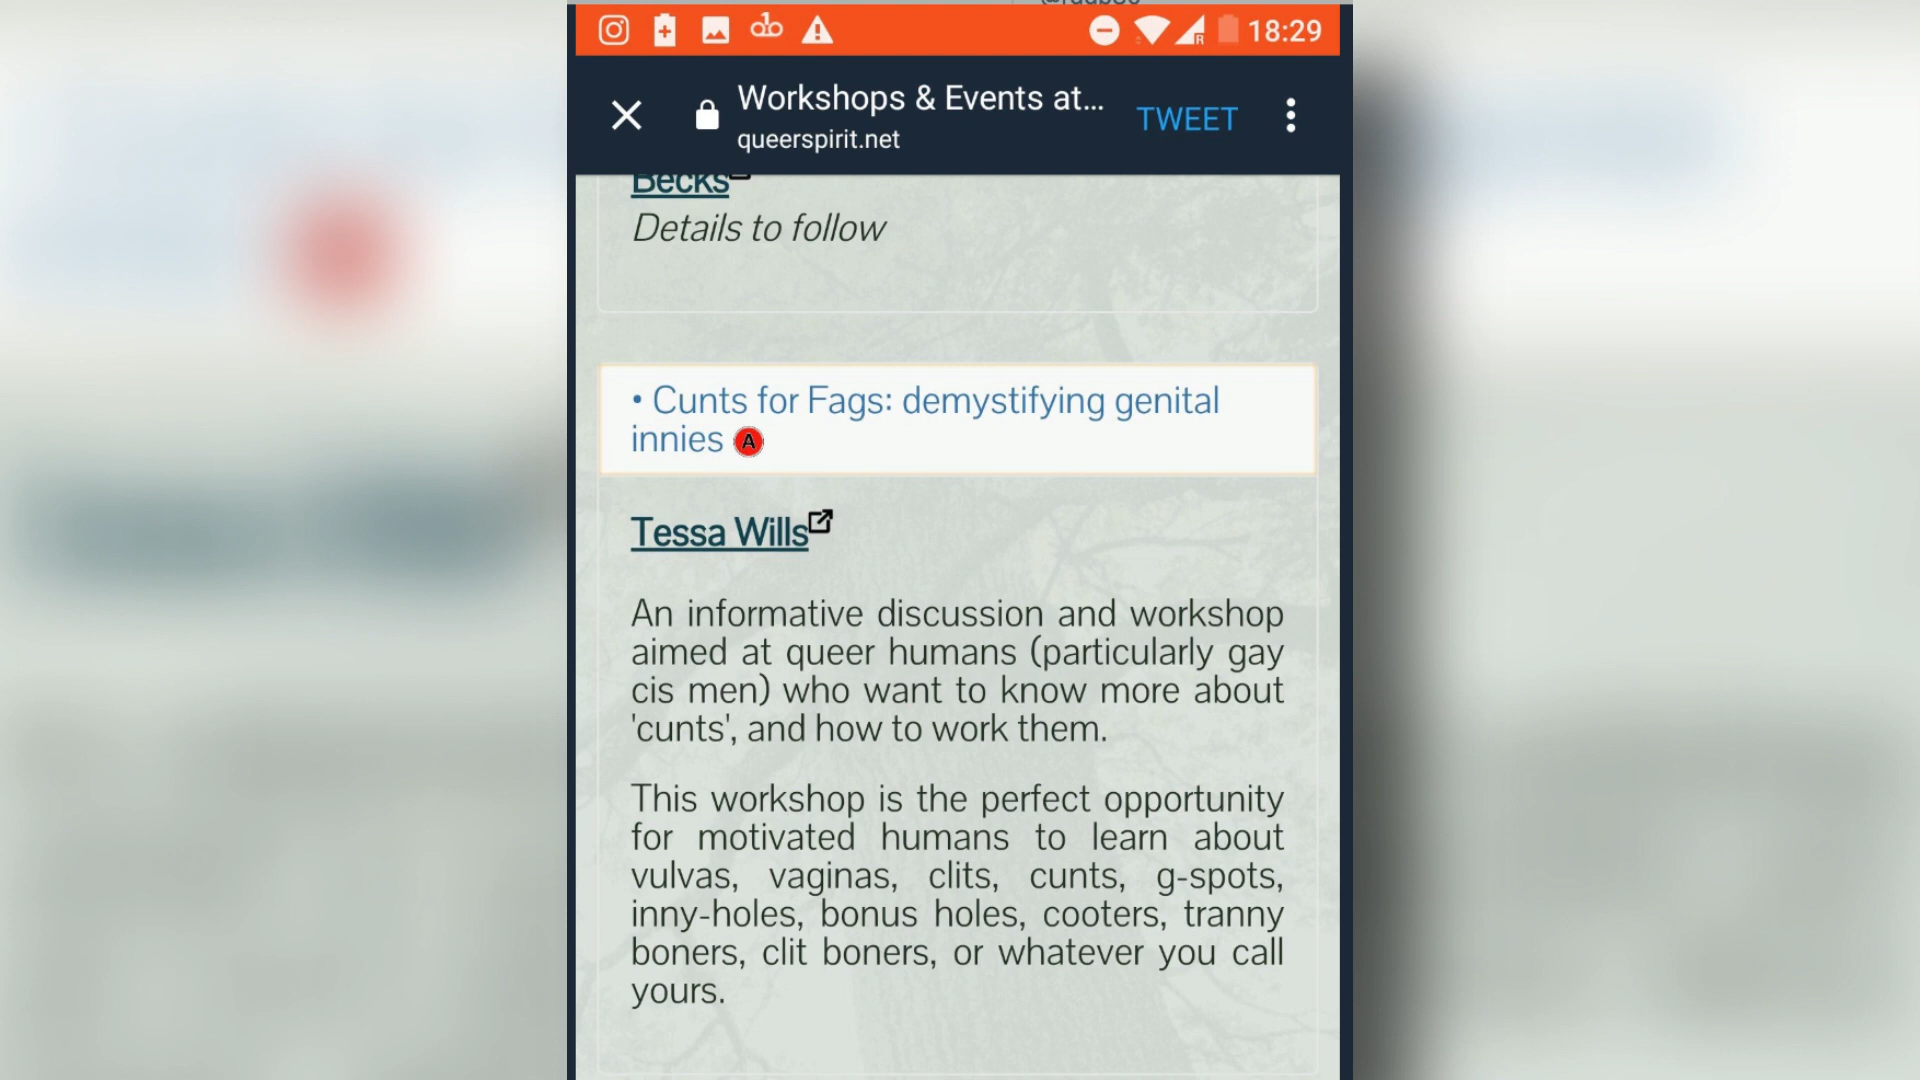 18:29
Workshops & Events at...
queerspirit.net
TWEET
Becks
Details to follow
• Cunts for Fags: demystifying genital
innies A
Tessa Wills
An informative discussion and workshop
aimed at queer humans (particularly gay
cis men) who want to know more about
'cunts', and how to work them.
This workshop is the perfect opportunity
for motivated humans to learn about
vulvas, vaginas, clits, cunts, g-spots,
inny-holes, bonus holes, cooters, tranny
boners, clit boners, or whatever you call
yours.